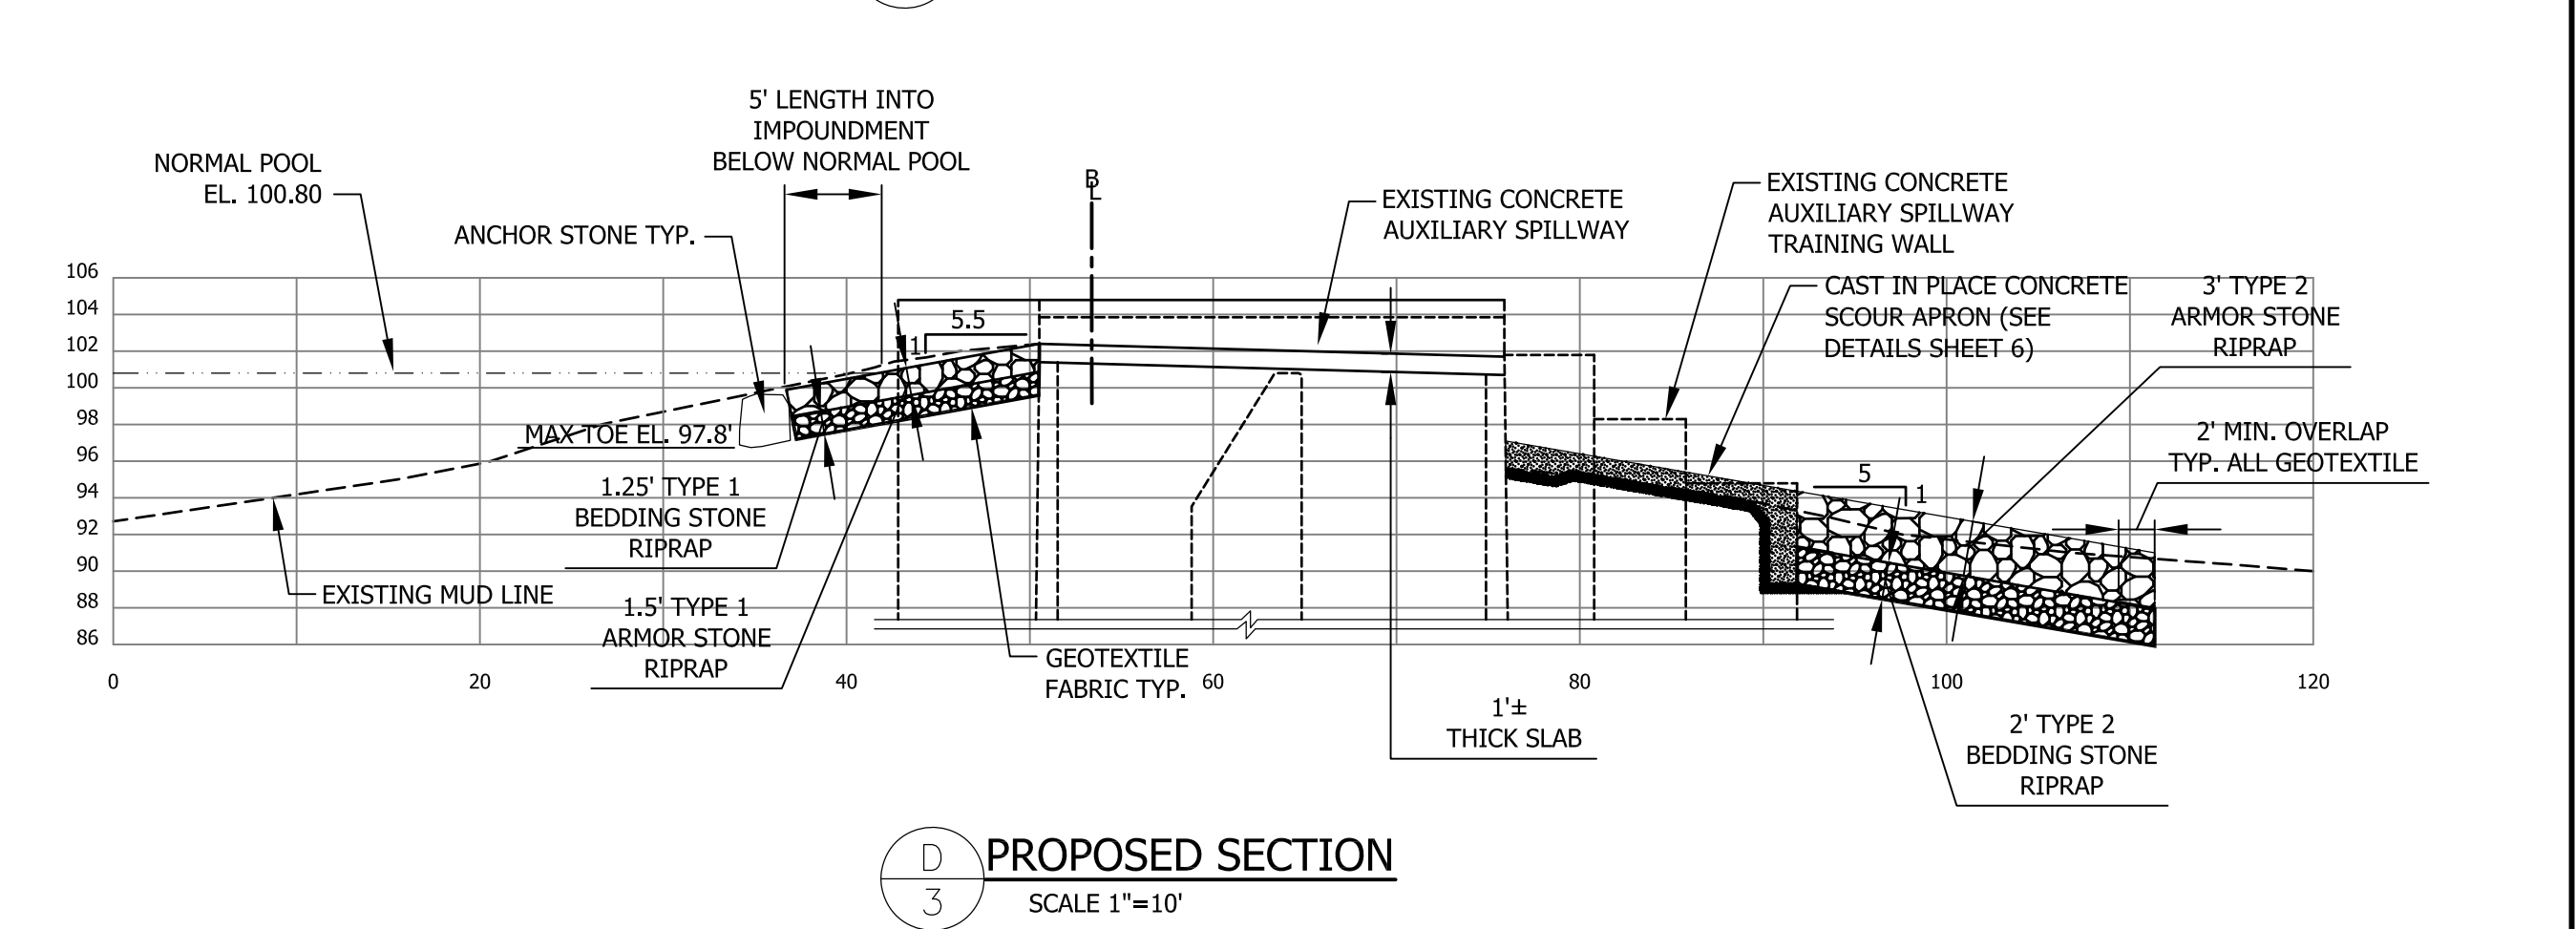 5' LENGTH INTO
IMPOUNDMENT
BELOW NORMAL POOL
NORMAL POOL
EL. 100.80
ANCHOR STONE TYP.
B
L
EXISTING CONCRETE
AUXILIARY SPILLWAY
EXISTING CONCRETE
AUXILIARY SPILLWAY
TRAINING WALL
CAST IN PLACE CONCRETE
SCOUR APRON (SEE
DETAILS SHEET 6)
3' TYPE 2
ARMOR STONE
RIPRAP
2' MIN. OVERLAP
TYP. ALL GEOTEXTILE
106
104
102
100
98
96
94
92
90
88
86
5.5
1
5
1
MAX TOE EL. 97.8'
1.25' TYPE 1
BEDDING STONE
RIPRAP
EXISTING MUD LINE
1.5' TYPE 1
ARMOR STONE
RIPRAP
GEOTEXTILE
FABRIC TYP.
0
20
40
60
80
100
120
1'±
THICK SLAB
2' TYPE 2
BEDDING STONE
RIPRAP
D
3
PROPOSED SECTION
SCALE 1"=10'